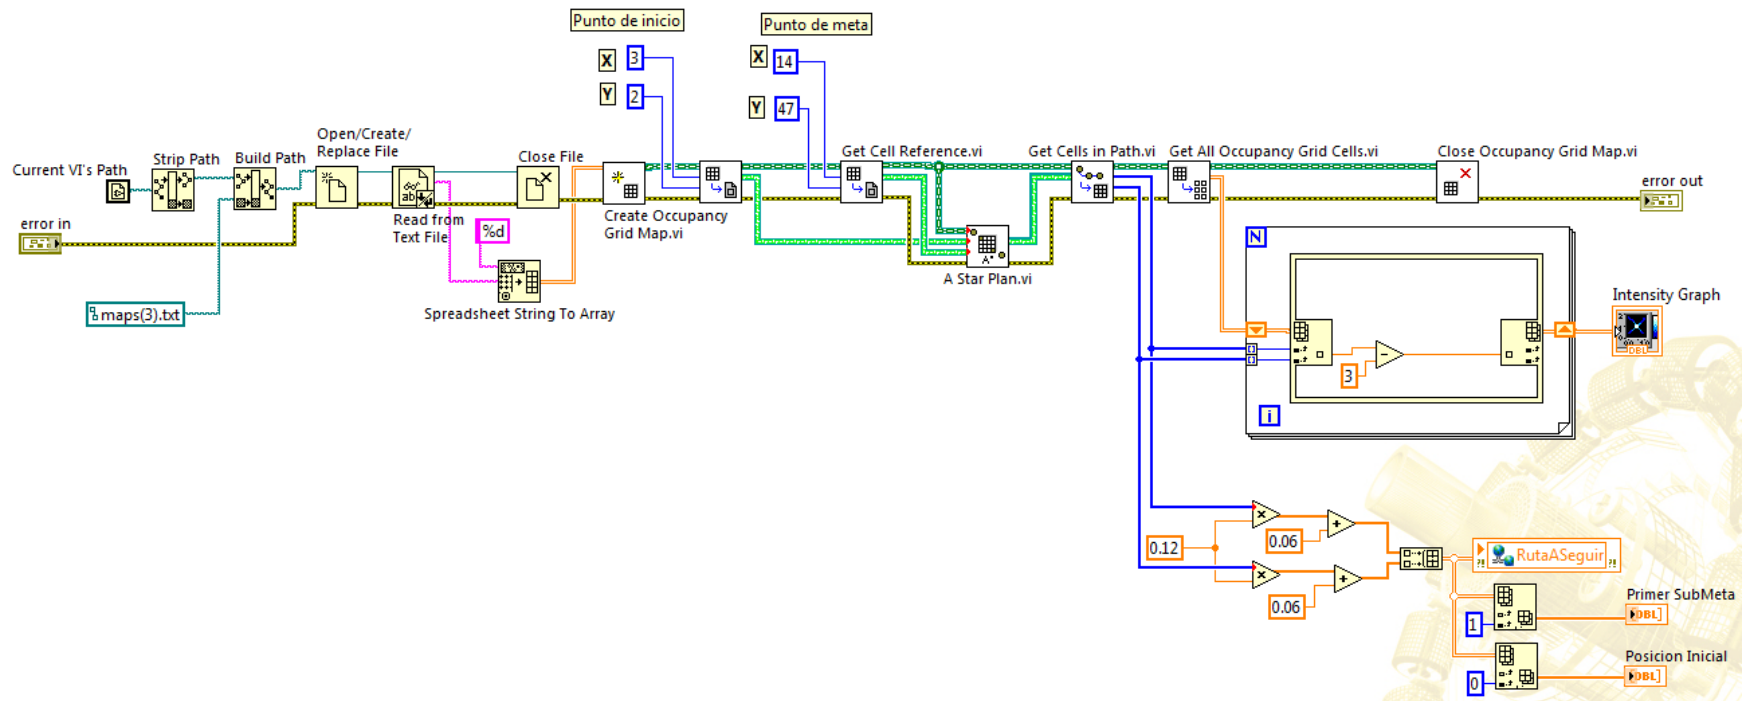 Punto de inicio
Punto de meta
X
3
X
14
Y
2
Y
47
Open/Create/
Replace File
Current VI's Path
Strip Path
Build Path
Close File
Get Cell Reference.vi
Get Cells in Path.vi
Get All Occupancy Grid Cells.vi
Close Occupancy Grid Map.vi
error in
error out
Read from
Text File
%d
Create Occupancy
Grid Map.vi
A*
A Star Plan.vi
maps(3).txt
Spreadsheet String To Array
N
Intensity Graph
DBL
3
i
0.12
0.06
0.06
RutaASeguir
Primer SubMeta
1
DBL
Posicion Inicial
0
DBL